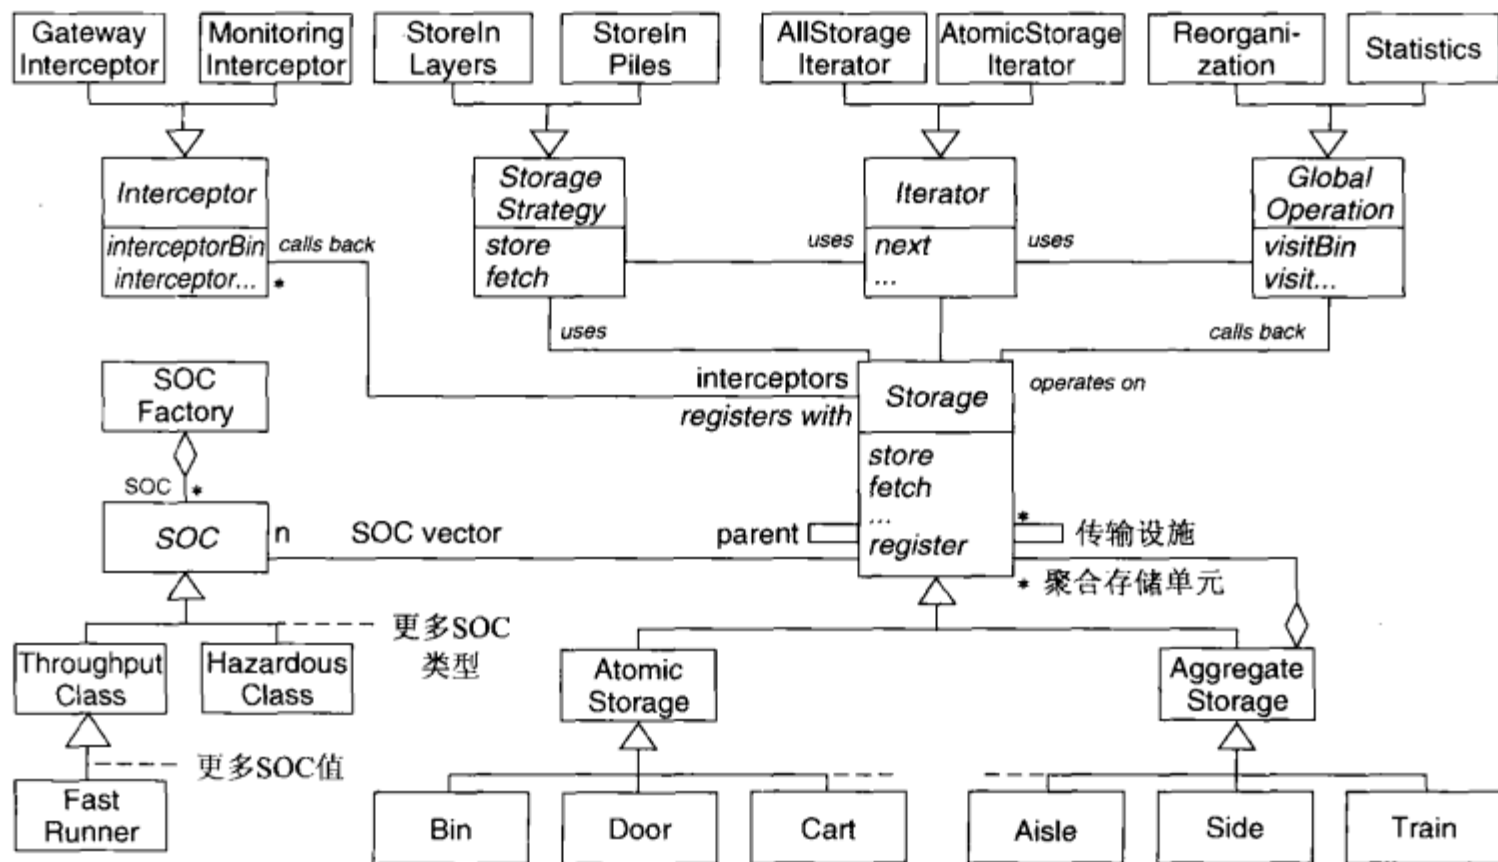 Gateway
Interceptor
Monitoring
Interceptor
StoreIn
Layers
StoreIn
Piles
AllStorage
Iterator
AtomicStorage
Iterator
Reorgani-
zation
Statistics
Interceptor
interceptorBin
interceptor...
calls back
*
Storage
Strategy
store
fetch
uses
Iterator
next
...
uses
Global
Operation
visitBin
visit...
uses
calls back
SOC
Factory
interceptors
registers with
Storage
operates on
store
fetch
...
register
SOC
*
SOC
n
SOC vector
parent
*
传输设施
* 聚合存储单元
更多SOC
类型
Throughput
Class
Hazardous
Class
Atomic
Storage
Aggregate
Storage
更多SOC值
Fast
Runner
Bin
Door
Cart
Aisle
Side
Train